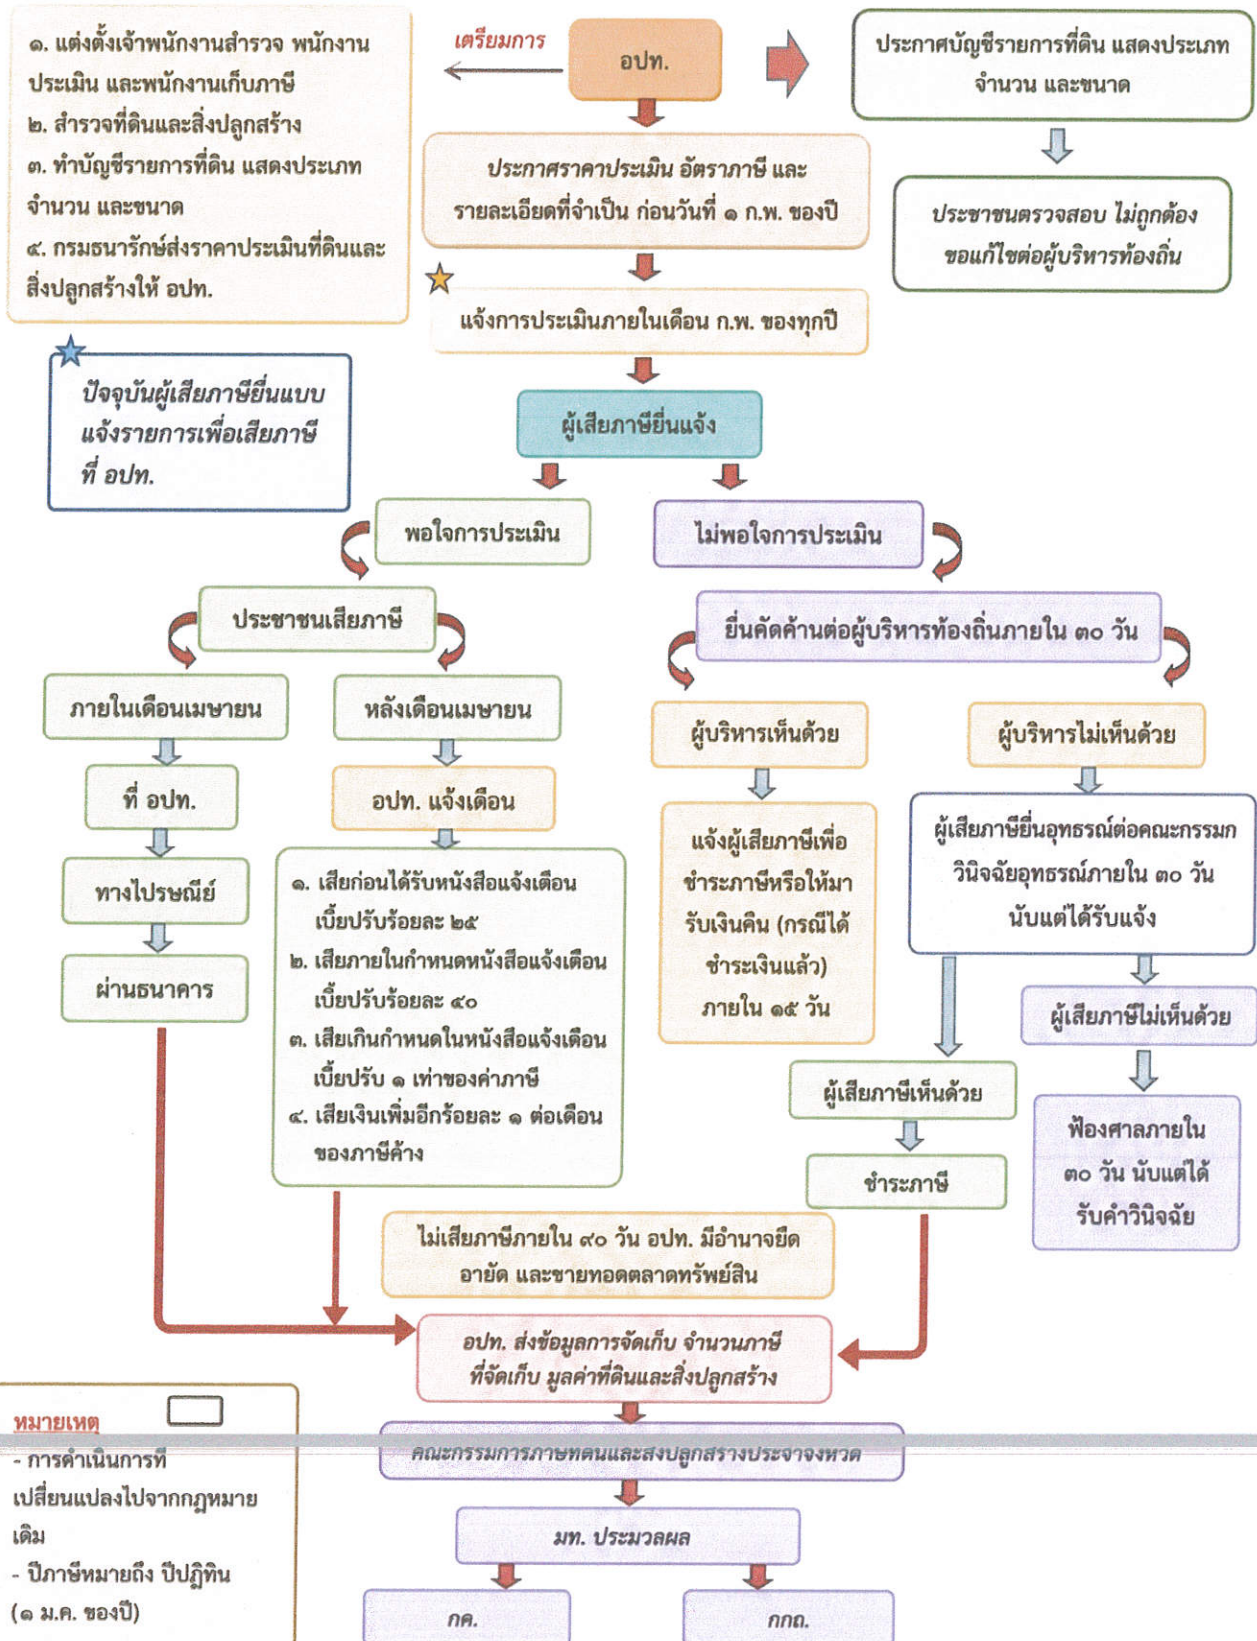 ๑. แต่งตั้งเจ้าพนักงานสำรวจ พนักงาน
ประเมิน และพนักงานเก็บภาษี
๒. สำรวจที่ดินและสิ่งปลูกสร้าง
๓. ทำบัญชีรายการที่ดิน แสดงประเภท
จำนวน และขนาด
๔. กรมธนารักษ์ส่งราคาประเมินที่ดินและ
สิ่งปลูกสร้างให้ อปท.
เตรียมการ
อปท.
ประกาศบัญชีรายการที่ดิน แสดงประเภท
จำนวน และขนาด
ประกาศราคาประเมิน อัตราภาษี และ
รายละเอียดที่จำเป็น ก่อนวันที่ ๑ ก.พ. ของปี
ประชาชนตรวจสอบ ไม่ถูกต้อง
ขอแก้ไขต่อผู้บริหารท้องถิ่น
แจ้งการประเมินภายในเดือน ก.พ. ของทุกปี
ปัจจุบันผู้เสียภาษียื่นแบบ
แจ้งรายการเพื่อเสียภาษี
ที่ อปท.
ผู้เสียภาษียื่นแจ้ง
พอใจการประเมิน
ไม่พอใจการประเมิน
ประชาชนเสียภาษี
ยื่นคัดค้านต่อผู้บริหารท้องถิ่นภายใน ๓๐ วัน
ภายในเดือนเมษายน
หลังเดือนเมษายน
ผู้บริหารเห็นด้วย
ผู้บริหารไม่เห็นด้วย
ที่ อปท.
อปท. แจ้งเตือน
ทางไปรษณีย์
ผ่านธนาคาร
๑. เสียก่อนได้รับหนังสือแจ้งเตือน
เบี้ยปรับร้อยละ ๒๕
๒. เสียภายในกำหนดหนังสือแจ้งเตือน
เบี้ยปรับร้อยละ ๔๐
๓. เสียเกินกำหนดในหนังสือแจ้งเตือน
เบี้ยปรับ ๑ เท่าของค่าภาษี
๔. เสียเงินเพิ่มอีกร้อยละ ๑ ต่อเดือน
ของภาษีค้าง
แจ้งผู้เสียภาษีเพื่อ
ชำระภาษีหรือให้มา
รับเงินคืน (กรณีได้
ชำระเงินแล้ว)
ภายใน ๑๕ วัน
ผู้เสียภาษียื่นอุทธรณ์ต่อคณะกรรมก
วินิจฉัยอุทธรณ์ภายใน ๓๐ วัน
นับแต่ได้รับแจ้ง
ผู้เสียภาษีไม่เห็นด้วย
ผู้เสียภาษีเห็นด้วย
ฟ้องศาลภายใน
๓๐ วัน นับแต่ได้
รับคำวินิจฉัย
ชำระภาษี
ไม่เสียภาษีภายใน ๙๐ วัน อปท. มีอำนาจยึด
อายัด และขายทอดตลาดทรัพย์สิน
อปท. ส่งข้อมูลการจัดเก็บ จำนวนภาษี
ที่จัดเก็บ มูลค่าที่ดินและสิ่งปลูกสร้าง
คณะกรรมการภาษีที่ดินและสิ่งปลูกสร้างประจำจังหวัด
มท. ประมวลผล
กค.
กกถ.
หมายเหตุ
- การดำเนินการที่
เปลี่ยนแปลงไปจากกฎหมาย
เดิม
- ปีภาษีหมายถึง ปีปฏิทิน
(๑ ม.ค. ของปี)